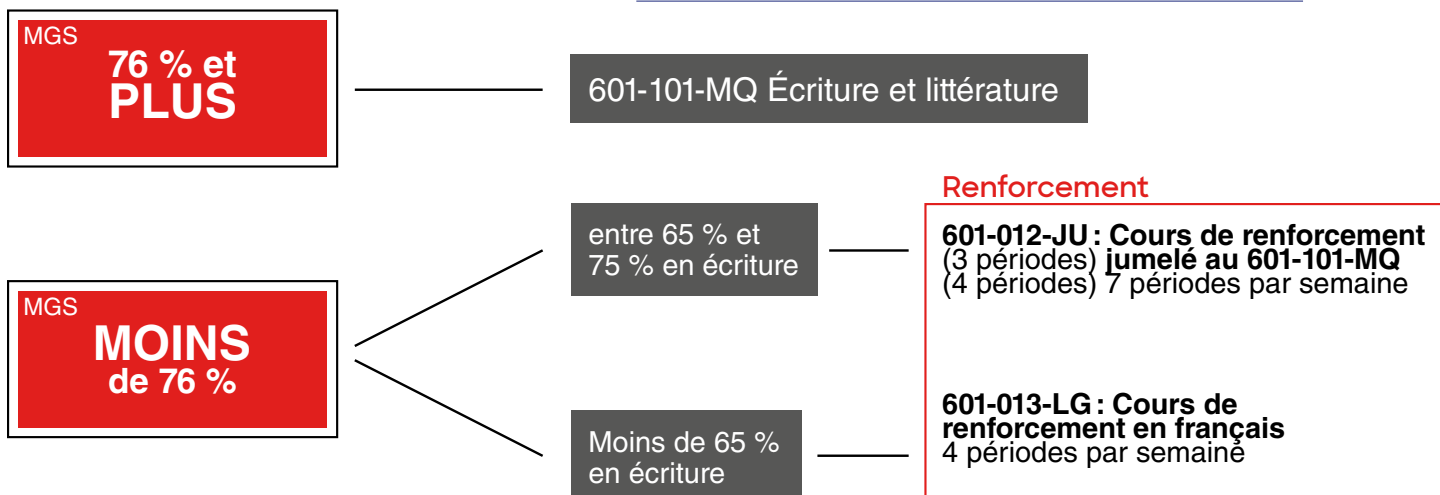 MGS
76 % et
PLUS
601-101-MQ Écriture et littérature
Renforcement
entre 65 % et
75 % en écriture
601-012-JU : Cours de renforcement
(3 périodes) jumelé au 601-101-MQ
(4 périodes) 7 périodes par semaine
MGS
MOINS
de 76 %
Moins de 65 %
en écriture
601-013-LG : Cours de
renforcement en français
4 périodes par semaine